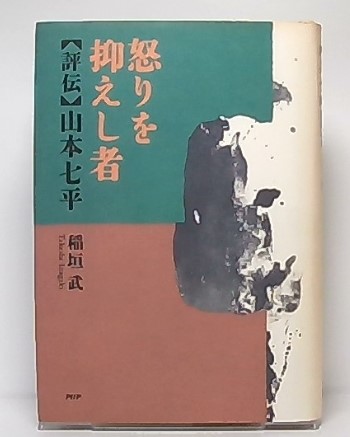 怒りを
抑えし者
【評伝】山本七平
稲垣 武
Takeshi Inagaki
PHP